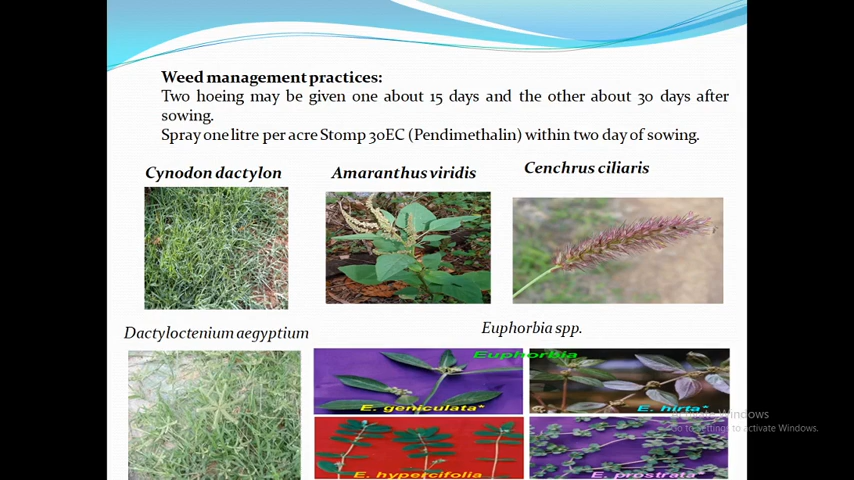 Weed management practices:
Two hoeing may be given one about 15 days and the other about 30 days after
sowing.
Spray one litre per acre Stomp 30EC (Pendimethalin) within two day of sowing.
Cynodon dactylon
Amaranthus viridis
Cenchrus ciliaris
Dactyloctenium aegyptium
Euphorbia spp.
Euphorbia
E. geniculata*
E. hirta*
E. hypercifolia
E. prostrata
Activate Windows
Go to Settings to activate Windows.